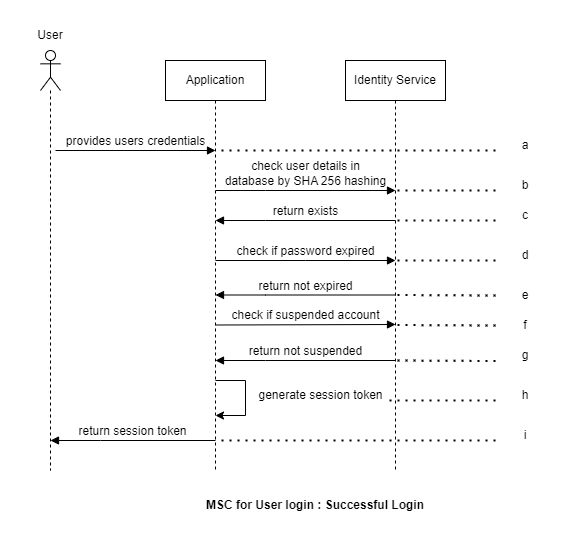 User
Application
Identity Service
provides users credentials
a
check user details in
database by SHA 256 hashing
b
return exists
c
check if password expired
d
return not expired
e
check if suspended account
f
return not suspended
g
generate session token
h
return session token
i
MSC for User login : Successful Login